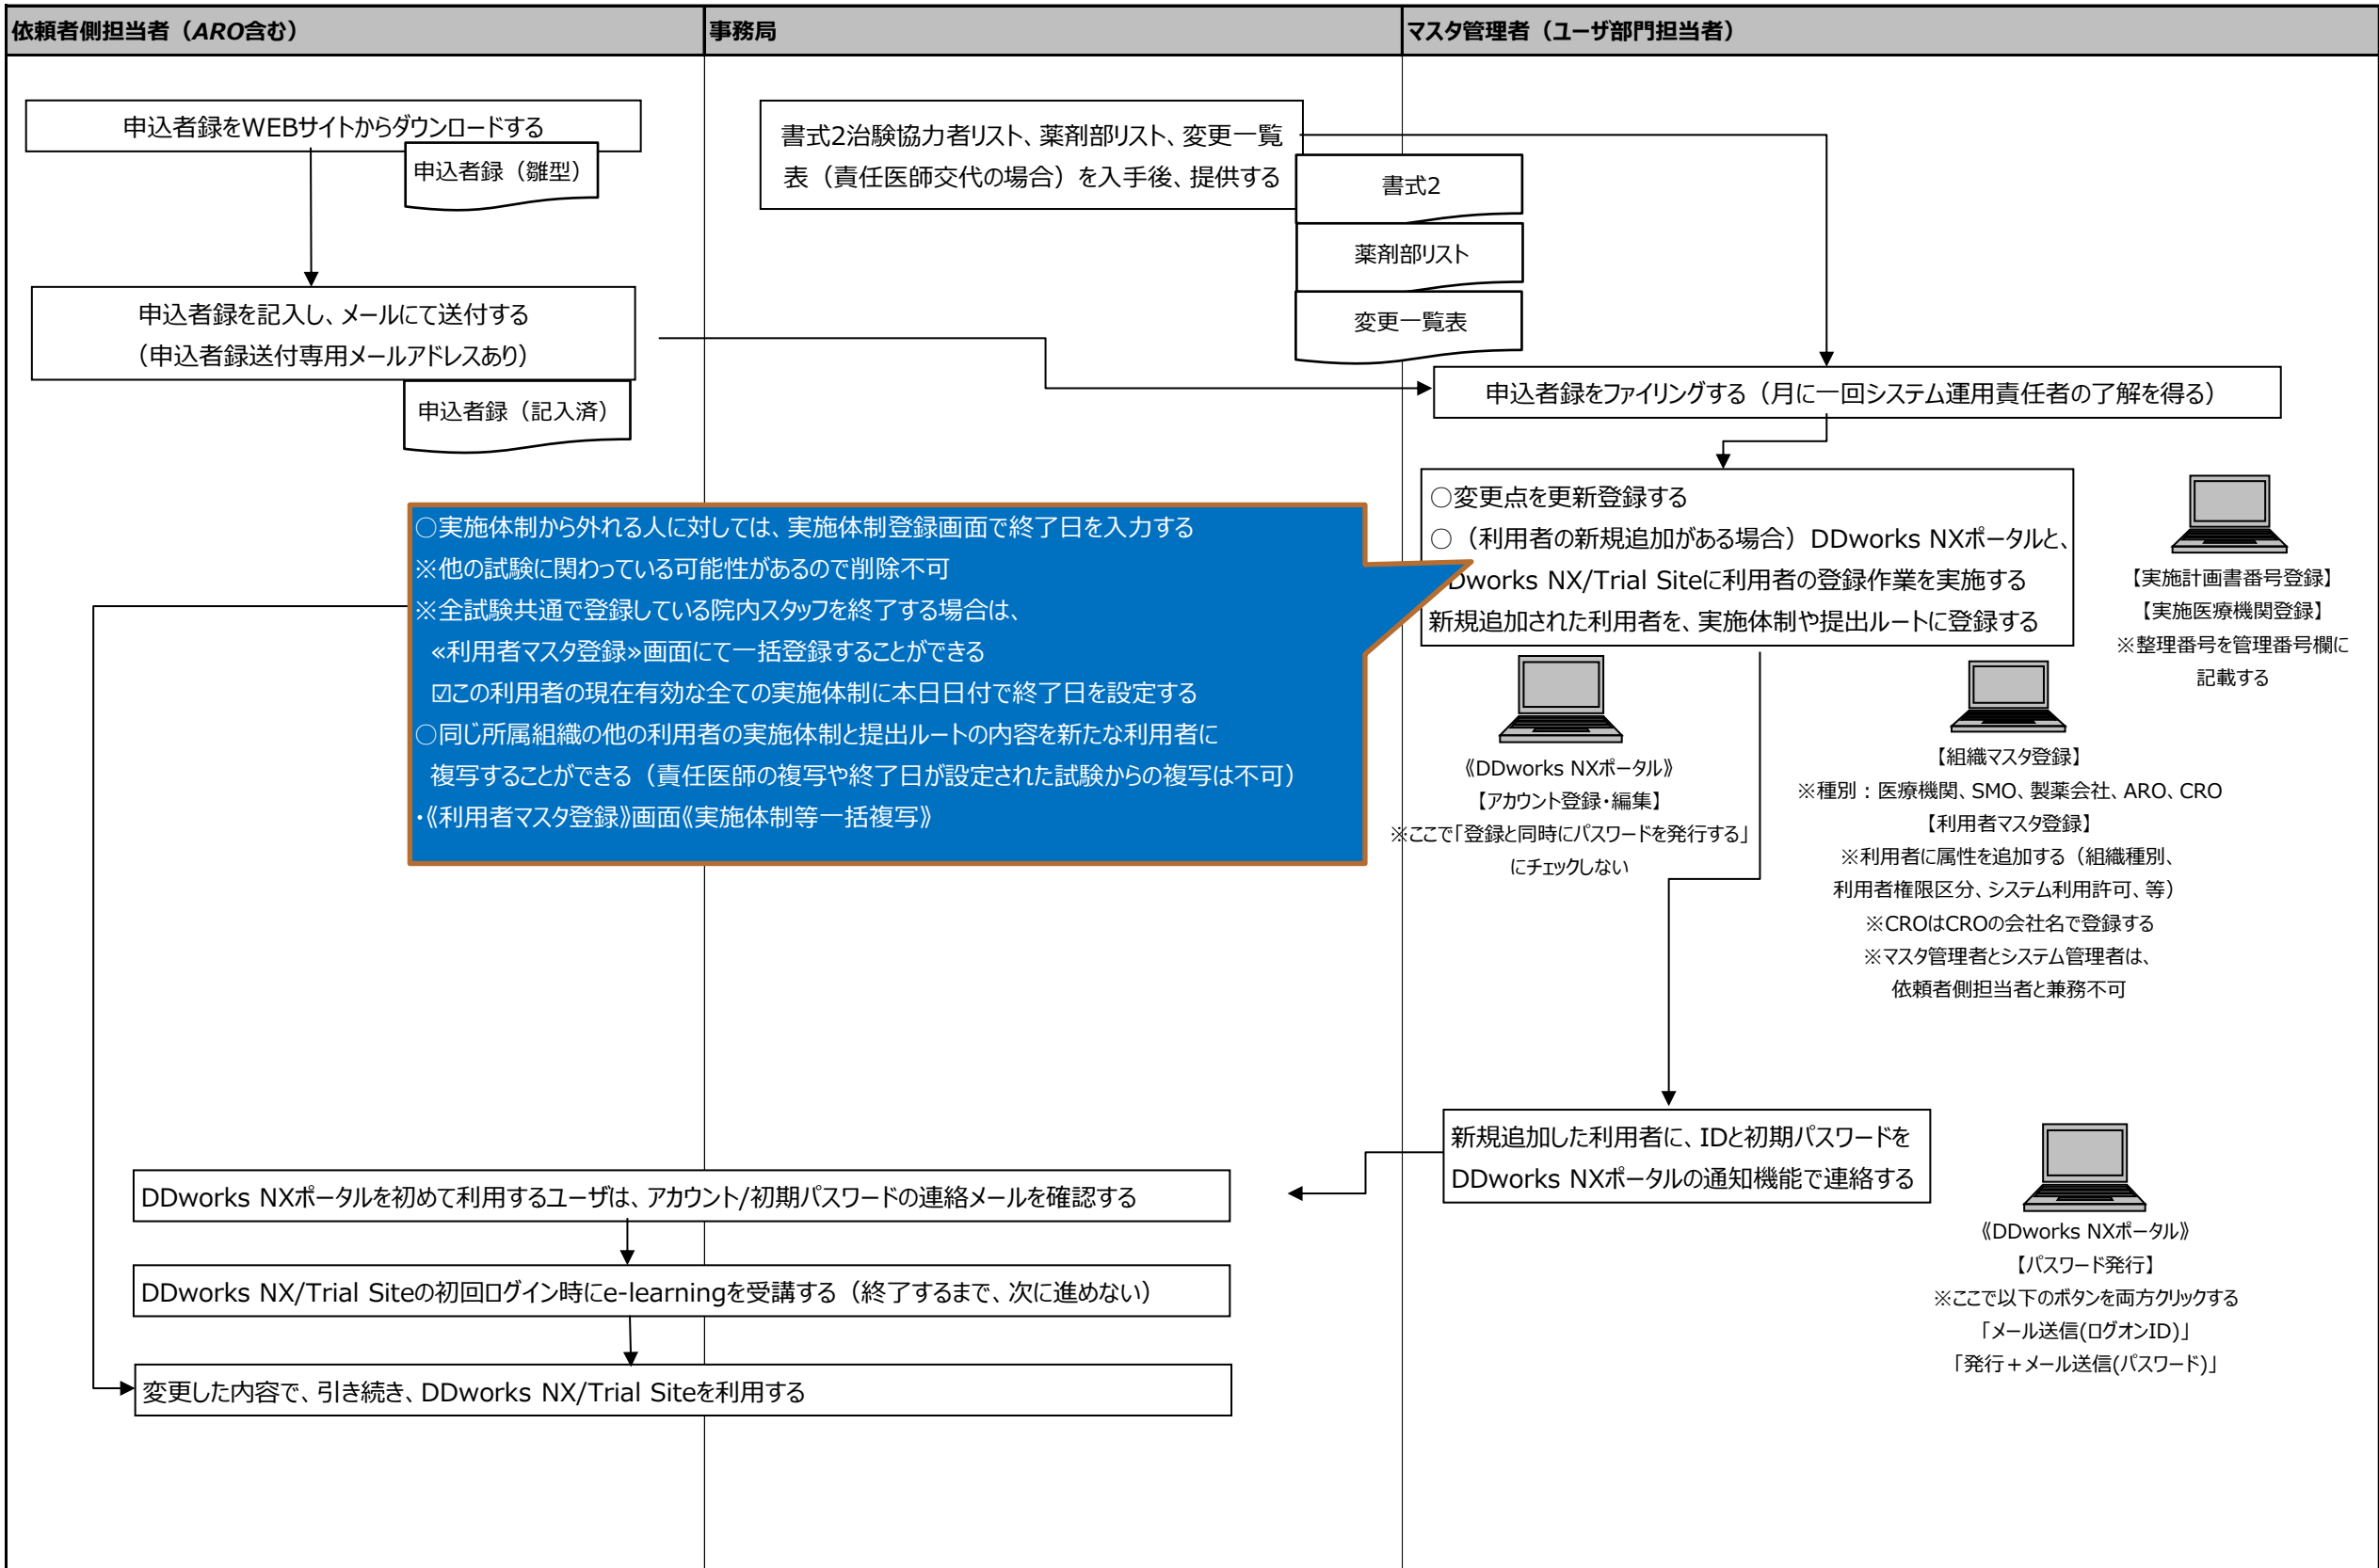 依頼者側担当者（ARO含む）
事務局
マスタ管理者（ユーザ部門担当者）
申込者録をWEBサイトからダウンロードする
申込者録（雛型）
申込者録を記入し、メールにて送付する
（申込者録送付専用メールアドレスあり）
申込者録（記入済）
書式2治験協力者リスト、薬剤部リスト、変更一覧
表（責任医師交代の場合）を入手後、提供する
書式2
薬剤部リスト
変更一覧表
申込者録をファイリングする（月に一回システム運用責任者の了解を得る）
○変更点を更新登録する
○（利用者の新規追加がある場合）DDworks NXポータルと、
Dworks NX/Trial Siteに利用者の登録作業を実施する
新規追加された利用者を、実施体制や提出ルートに登録する
【実施計画書番号登録】
【実施医療機関登録】
※整理番号を管理番号欄に
記載する
○実施体制から外れる人に対しては、実施体制登録画面で終了日を入力する
※他の試験に関わっている可能性があるので削除不可
※全試験共通で登録している院内スタッフを終了する場合は、
«利用者マスタ登録»画面にて一括登録することができる
☑この利用者の現在有効な全ての実施体制に本日日付で終了日を設定する
○同じ所属組織の他の利用者の実施体制と提出ルートの内容を新たな利用者に
複写することができる（責任医師の複写や終了日が設定された試験からの複写は不可）
・《利用者マスタ登録》画面《実施体制等一括複写》
《DDworks NXポータル》
【アカウント登録・編集】
※ここで「登録と同時にパスワードを発行する」
にチェックしない
【組織マスタ登録】
※種別：医療機関、SMO、製薬会社、ARO、CRO
【利用者マスタ登録】
※利用者に属性を追加する（組織種別、
利用者権限区分、システム利用許可、等）
※CROはCROの会社名で登録する
※マスタ管理者とシステム管理者は、
依頼者側担当者と兼務不可
新規追加した利用者に、IDと初期パスワードを
DDworks NXポータルの通知機能で連絡する
《DDworks NXポータル》
【パスワード発行】
※ここで以下のボタンを両方クリックする
「メール送信(ログオンID)」
「発行＋メール送信(パスワード)」
DDworks NXポータルを初めて利用するユーザは、アカウント/初期パスワードの連絡メールを確認する
DDworks NX/Trial Siteの初回ログイン時にe-learningを受講する（終了するまで、次に進めない）
変更した内容で、引き続き、DDworks NX/Trial Siteを利用する